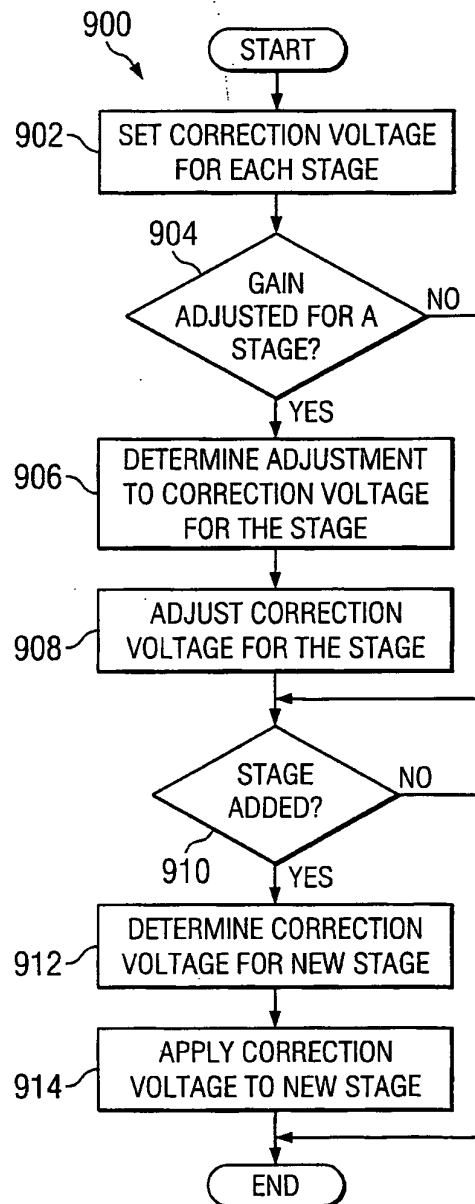 900
START
902
SET CORRECTION VOLTAGE
FOR EACH STAGE
904
GAIN
ADJUSTED FOR A
STAGE?
NO
YES
906
DETERMINE ADJUSTMENT
TO CORRECTION VOLTAGE
FOR THE STAGE
908
ADJUST CORRECTION
VOLTAGE FOR THE STAGE
STAGE
ADDED?
NO
910
YES
912
DETERMINE CORRECTION
VOLTAGE FOR NEW STAGE
914
APPLY CORRECTION
VOLTAGE TO NEW STAGE
END